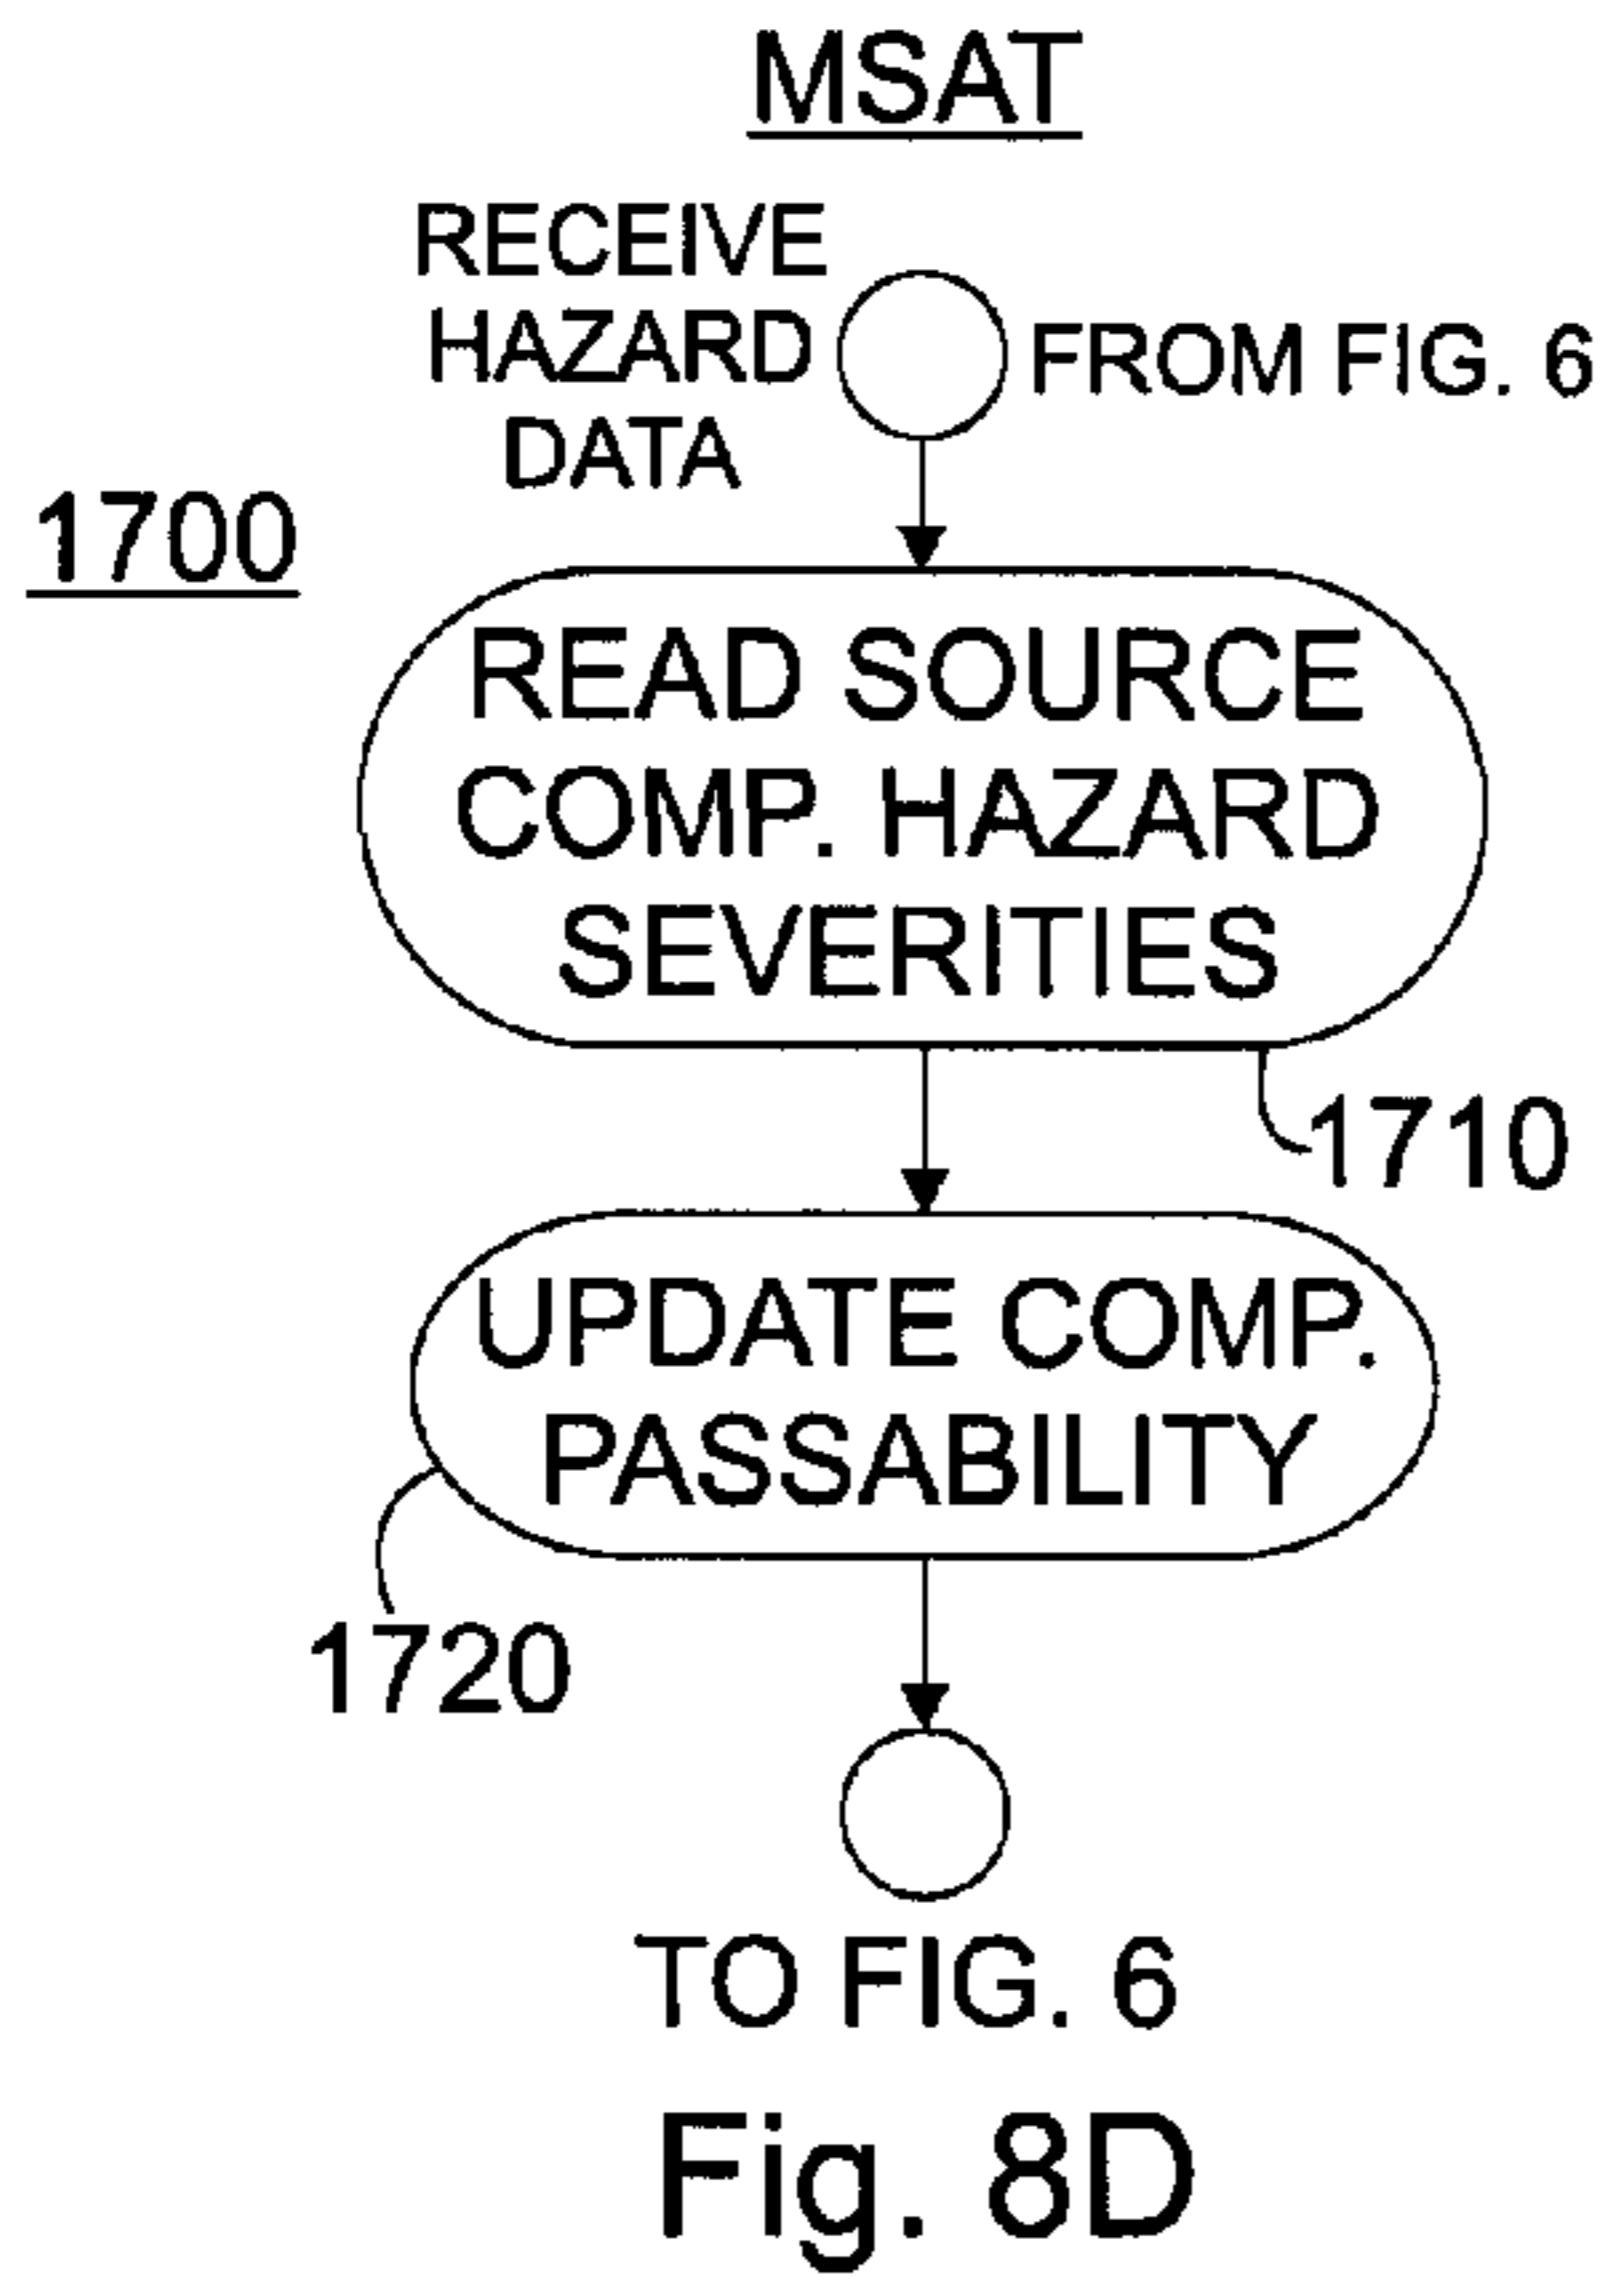 MSAT
RECEIVE
HAZARD
DATA
FROM FIG. 6
1700
READ SOURCE
COMP. HAZARD
SEVERITIES
1710
UPDATE COMP.
PASSABILITY
1720
TO FIG. 6
Fig. 8D